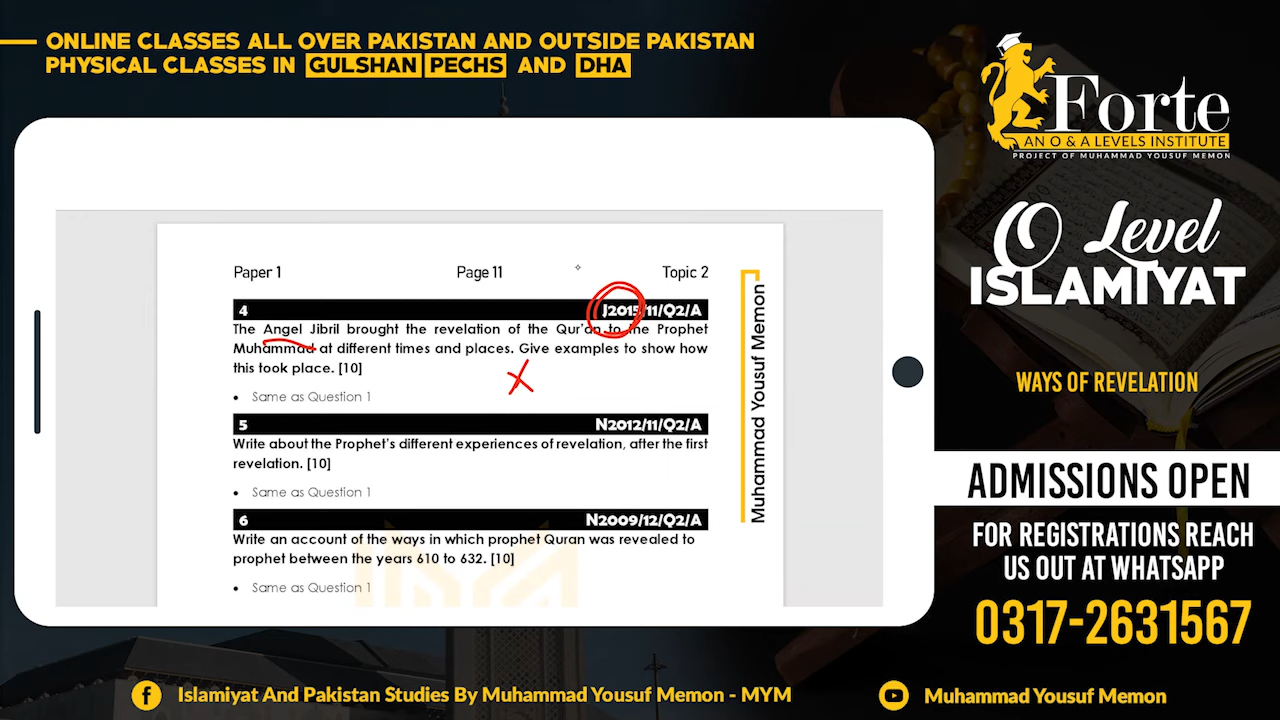 ONLINE CLASSES ALL OVER PAKISTAN AND OUTSIDE PAKISTAN
PHYSICAL CLASSES IN GULSHAN PECHS AND DHA
Forte
AN O & A LEVELS INSTITUTE
PROJECT OF MUHAMMAD YOUSUF MEMON
O Level
ISLAMIYAT
WAYS OF REVELATION
ADMISSIONS OPEN
FOR REGISTRATIONS REACH
US OUT AT WHATSAPP
0317-2631567
Paper 1 Page 11 Topic 2
4 J2015/11/Q2/A
The Angel Jibril brought the revelation of the Qur'an to the Prophet
Muhammad at different times and places. Give examples to show how
this took place. [10]
• Same as Question 1
5 N2012/11/Q2/A
Write about the Prophet's different experiences of revelation, after the first
revelation. [10]
• Same as Question 1
6 N2009/12/Q2/A
Write an account of the ways in which prophet Quran was revealed to
prophet between the years 610 to 632. [10]
• Same as Question 1
Muhammad Yousuf Memon
Islamiyat And Pakistan Studies By Muhammad Yousuf Memon - MYM
Muhammad Yousuf Memon